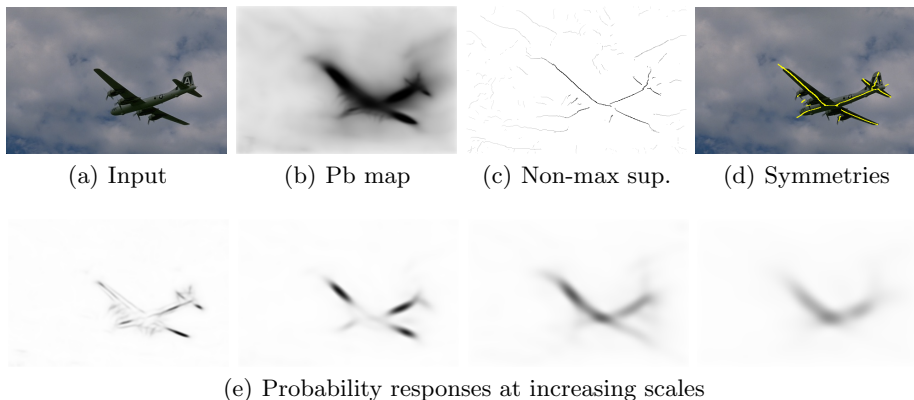 (a) Input
(b) Pb map
(c) Non-max sup.
(d) Symmetries
(e) Probability responses at increasing scales